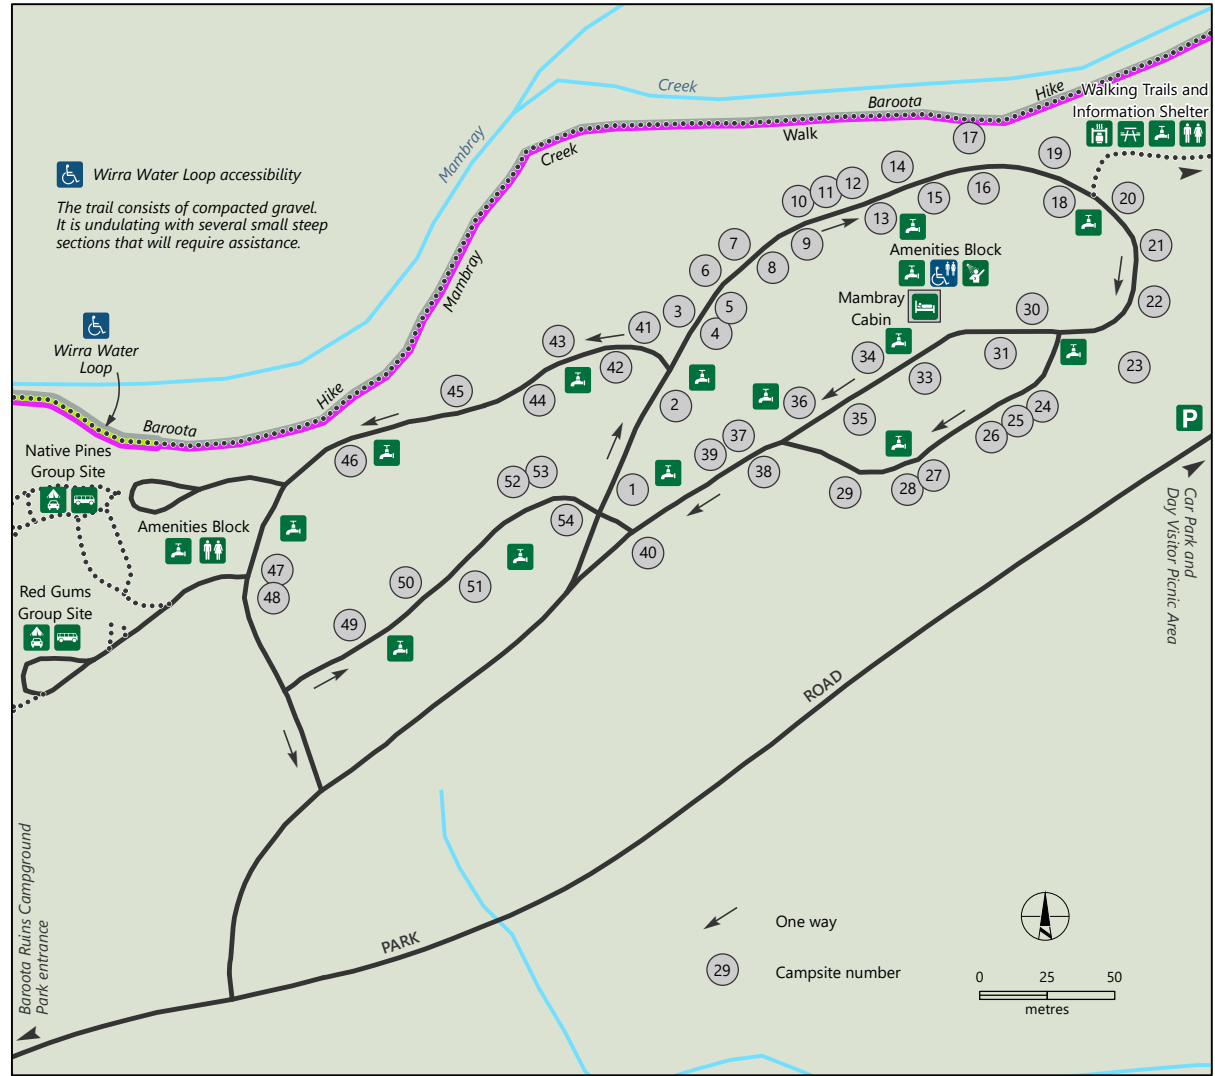 Creek
Baroota
Hike
Walking Trails and
Information Shelter
Walk
Creek
Mambray
Mambray
Wirra Water Loop accessibility
The trail consists of compacted gravel.
It is undulating with several small steep
sections that will require assistance.
17
19
14
12
11
10
16
15
18
20
13
9
7
8
6
21
22
23
Amenities Block
Mambray
Cabin
30
31
5
4
3
41
43
42
34
33
Wirra Water
Loop
45
44
2
36
35
24
25
26
Hike
Baroota
37
39
38
46
53
52
27
28
29
1
54
40
P
Native Pines
Group Site
Amenities Block
Red Gums
Group Site
47
48
50
51
49
Car Park and
Day Visitor Picnic Area
ROAD
PARK
Baroota Ruins Campground
Park entrance
One way
29
Campsite number
0 25 50
metres